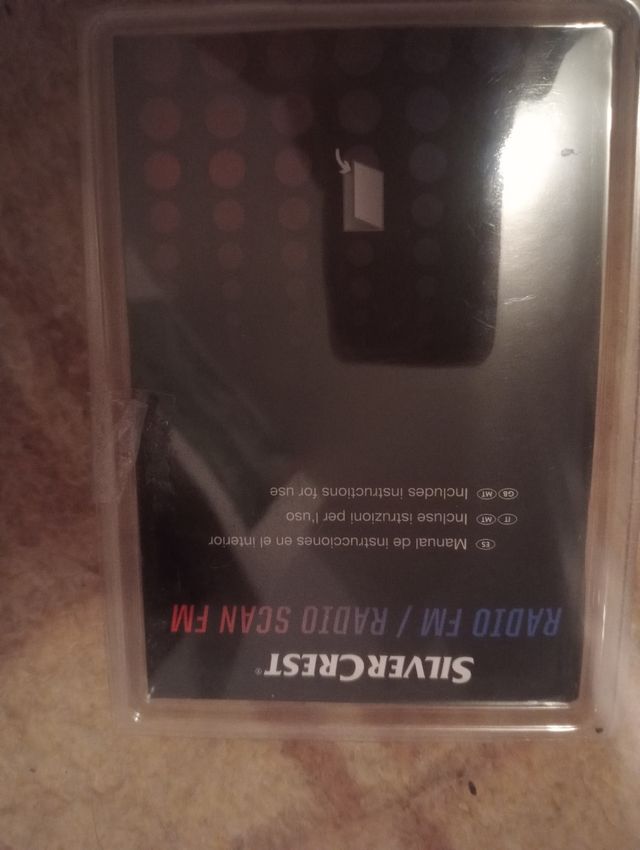 SILVERCREST®
RADIO FM / RADIO SCAN FM
ES Manual de instrucciones en el interior
IT MT Incluse istruzioni per l'uso
GB MT Includes instructions for use